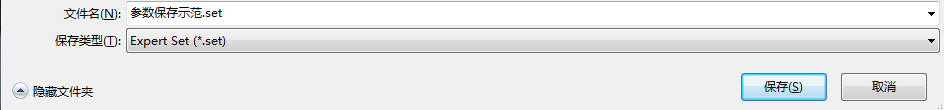 文件名(N): 参数保存示范.set
保存类型(T): Expert Set (*.set)
隐藏文件夹 保存(S) 取消